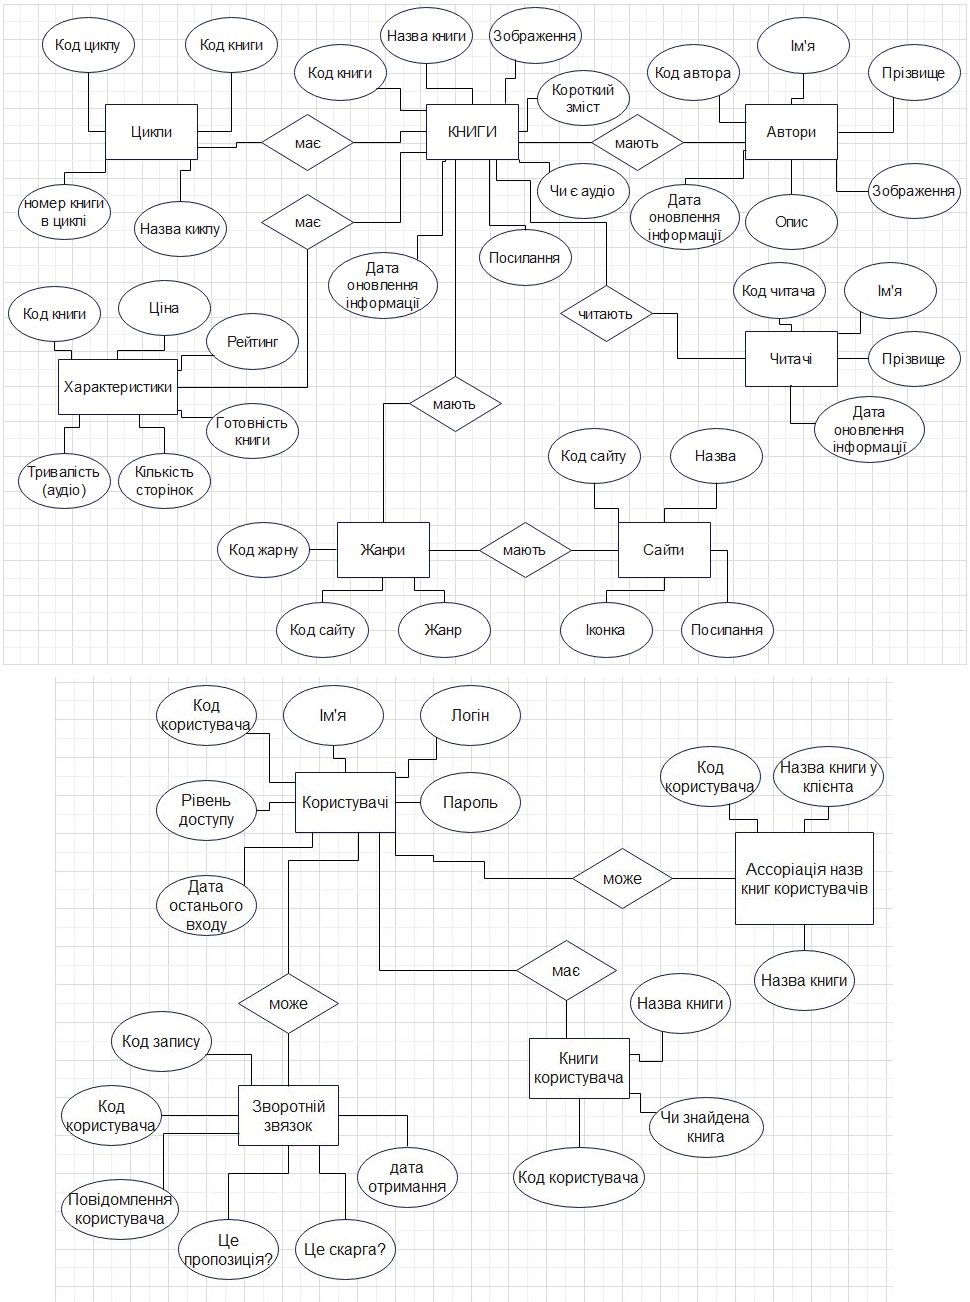 Код циклу
Код книги
Назва книги
Зображення
Ім'я
Код книги
Код автора
Прізвище
Короткий
зміст
Цикли
має
КНИГИ
мають
Автори
номер книги
в циклі
Назва киклу
має
Чи є аудіо
Дата
оновлення
інформації
Опис
Зображення
Дата
оновлення
інформації
Посилання
Код книги
Ціна
Код читача
Ім'я
Рейтинг
читають
Характеристики
Читачі
Прізвище
мають
Готовність
книги
Дата
оновлення
інформації
Тривалість
(аудіо)
Кількість
сторінок
Код сайту
Назва
Код жарну
Жанри
мають
Сайти
Код сайту
Жанр
Іконка
Посилання
Код
користувача
Ім'я
Логін
Код
користувача
Назва книги у
клієнта
Рівень
доступу
Користувачі
Пароль
Дата
останього
входу
може
Ассоріація назв
книг користувачів
має
Назва книги
може
Назва книги
Код запису
Книги
користувача
Код
користувача
Зворотній
звязок
Чи знайдена
книга
Повідомлення
користувача
дата
отримання
Код користувача
Це
пропозиція?
Це скарга?